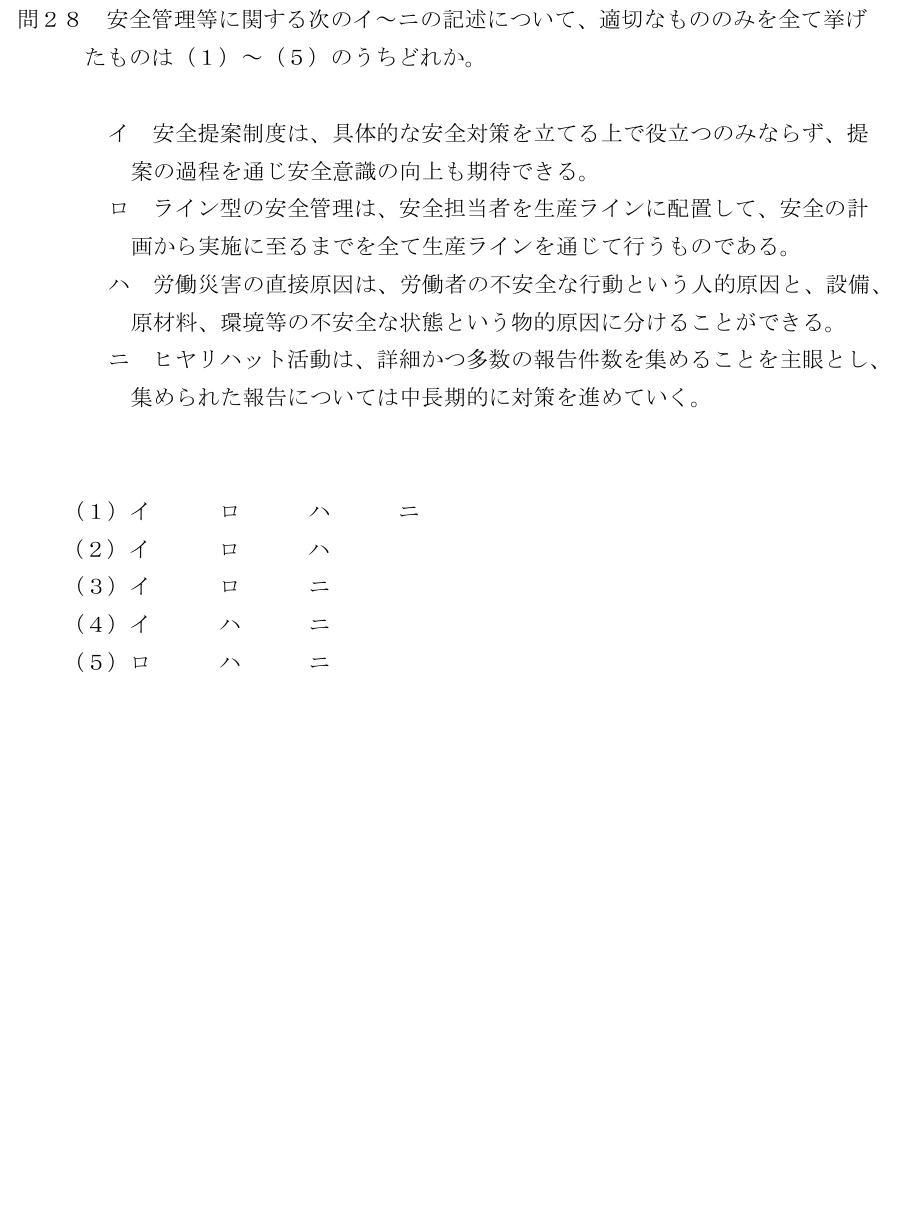 問２８　安全管理等に関する次のイ～ニの記述について、適切なもののみを全て挙げ
たものは（１）～（５）のうちどれか。
イ　安全提案制度は、具体的な安全対策を立てる上で役立つのみならず、提
案の過程を通じ安全意識の向上も期待できる。
ロ　ライン型の安全管理は、安全担当者を生産ラインに配置して、安全の計
画から実施に至るまでを全て生産ラインを通じて行うものである。
ハ　労働災害の直接原因は、労働者の不安全な行動という人的原因と、設備、
原材料、環境等の不安全な状態という物的原因に分けることができる。
ニ　ヒヤリハット活動は、詳細かつ多数の報告件数を集めることを主眼とし、
集められた報告については中長期的に対策を進めていく。
（１）イ　　　ロ　　　ハ　　　ニ
（２）イ　　　ロ　　　ハ
（３）イ　　　ロ　　　ニ
（４）イ　　　ハ　　　ニ
（５）ロ　　　ハ　　　ニ